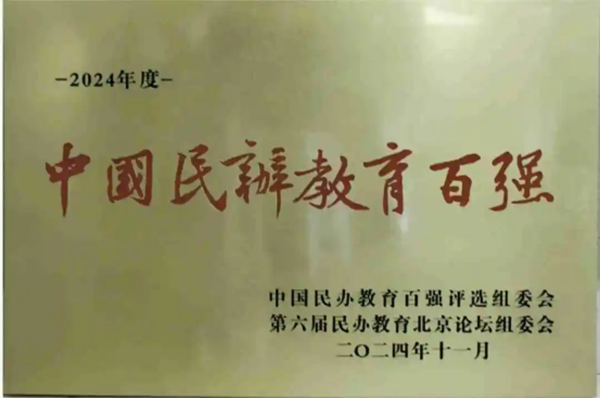 -2024年度-
中國民辦教育百强
中国民办教育百强评选组委会
第六届民办教育北京论坛组委会
二〇二四年十一月